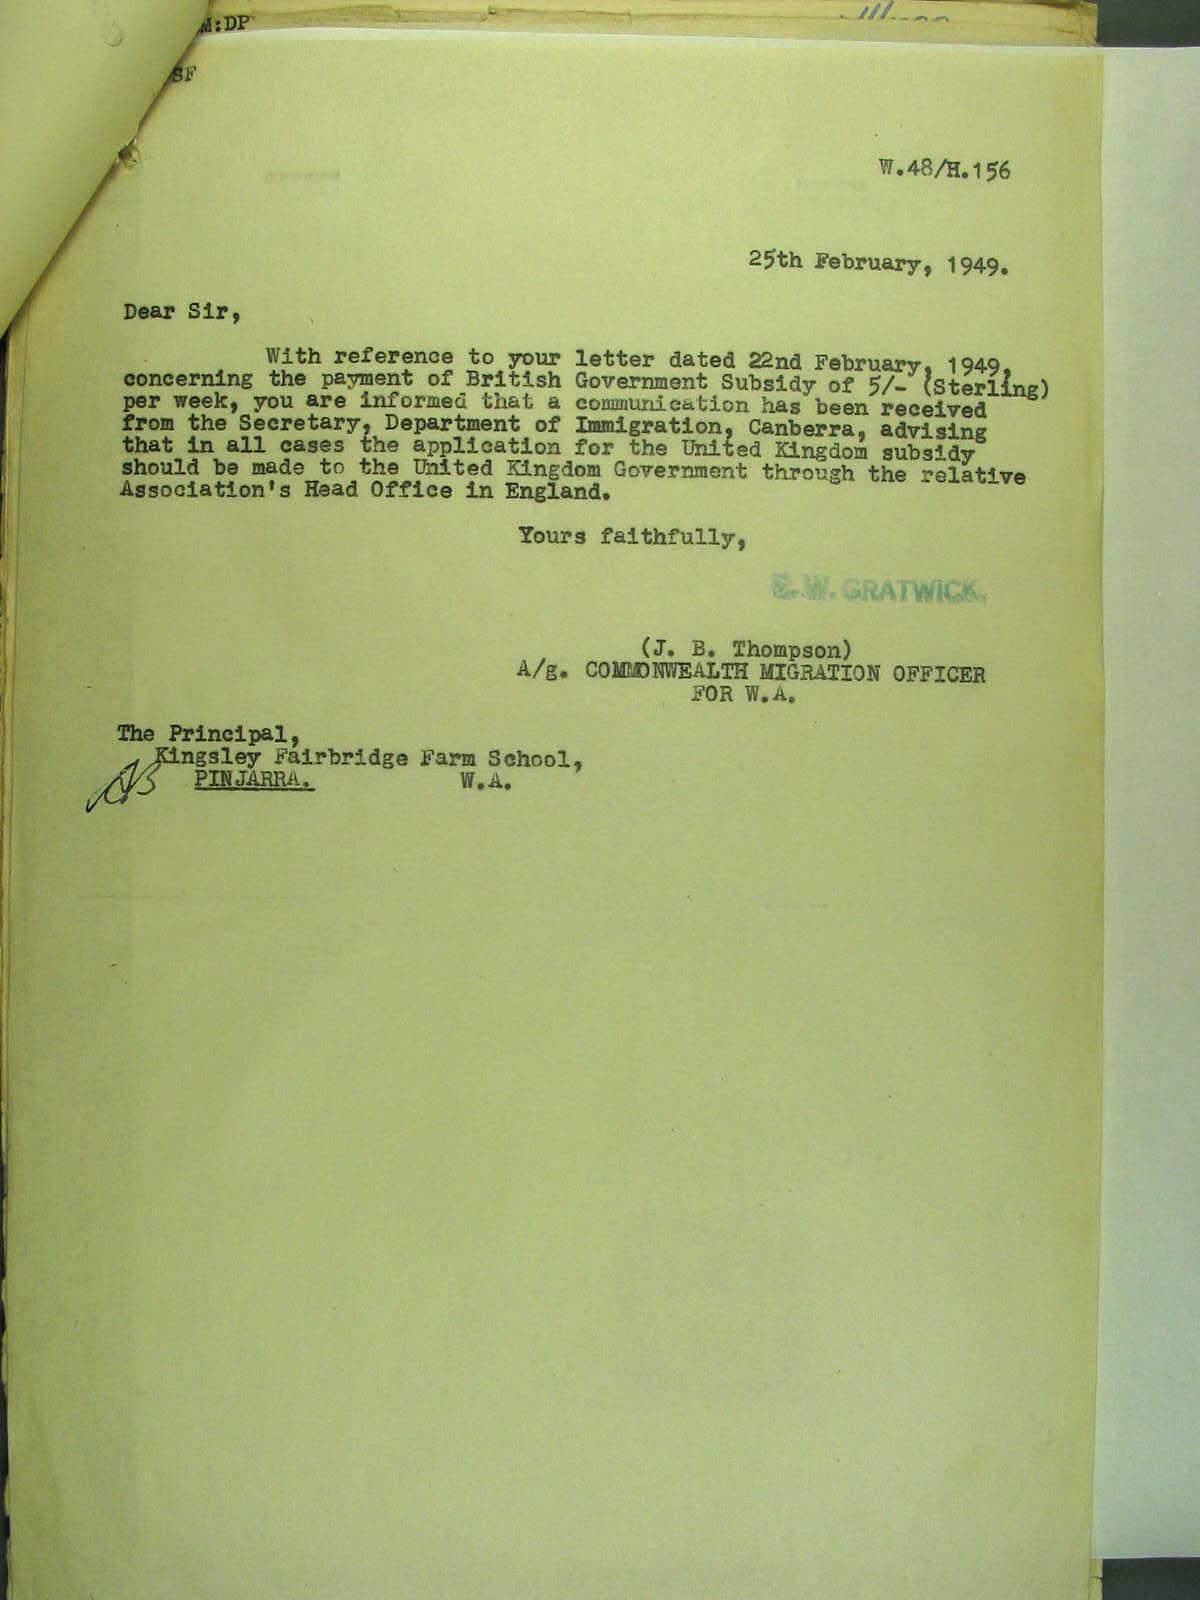 M:DP
SF
W.48/H.156
25th February, 1949.
Dear Sir,
With reference to your letter dated 22nd February, 1949,
concerning the payment of British Government Subsidy of 5/- (Sterling)
per week, you are informed that a communication has been received
from the Secretary, Department of Immigration, Canberra, advising
that in all cases the application for the United Kingdom subsidy
should be made to the United Kingdom Government through the relative
Association's Head Office in England.
Yours faithfully,
E.W. GRATWICK.
(J. B. Thompson)
A/g. COMMONWEALTH MIGRATION OFFICER
FOR W.A.
The Principal,
Kingsley Fairbridge Farm School,
PINJARRA. W.A.